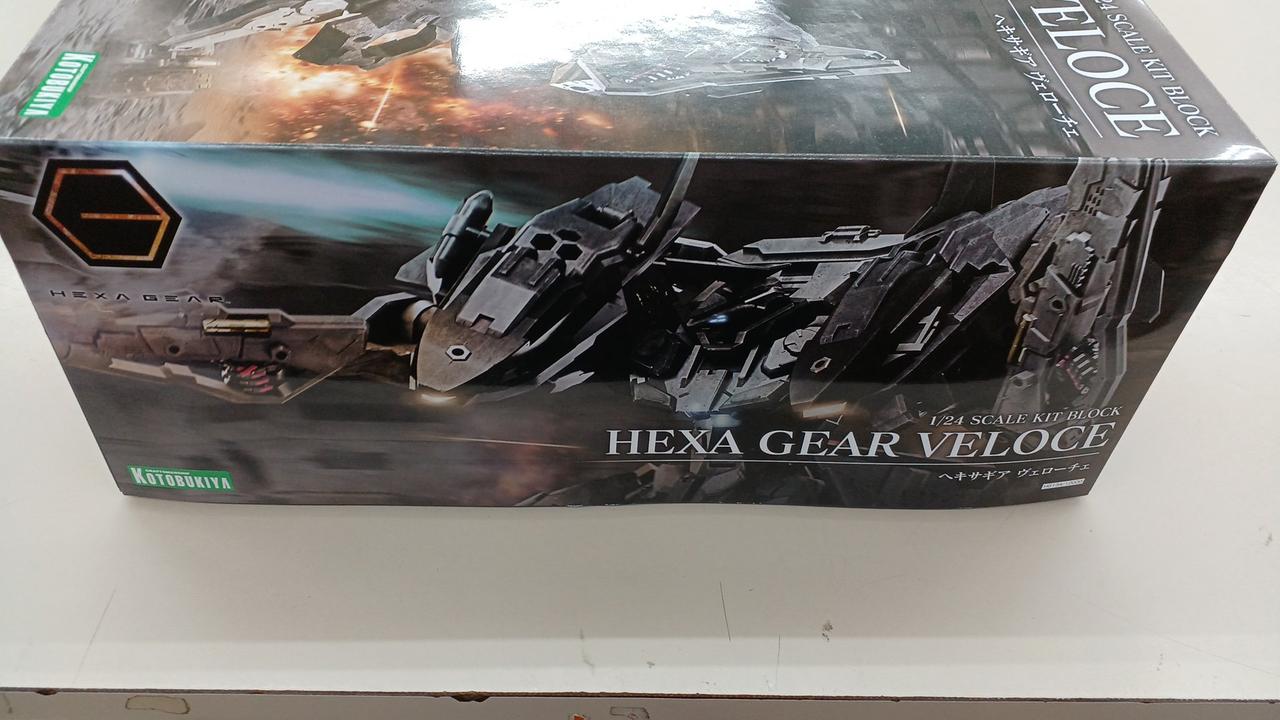 KOTOBUKIYA
24 SCALE KIT BLOCK
ELOCE
ヘキサギア ヴェローチェ
HEXA GEAR
1/24 SCALE KIT BLOCK
HEXA GEAR VELOCE
ヘキサギア ヴェローチェ
CRAFTSMANSHIP
KOTOBUKIYA